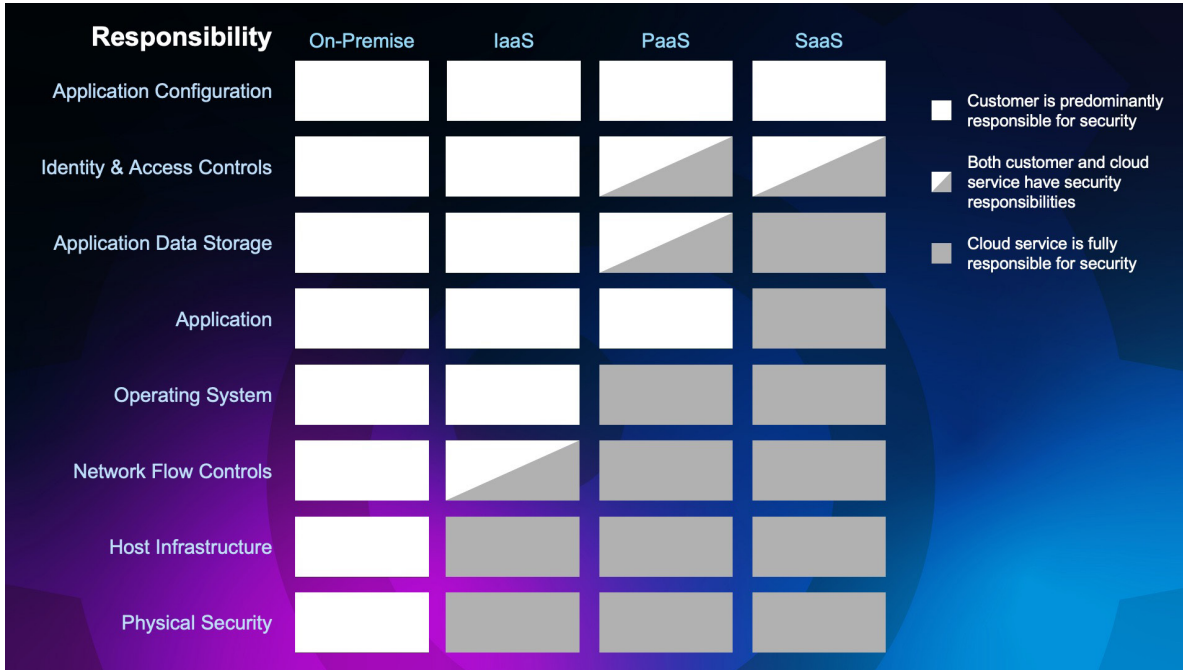 Responsibility
On-Premise
IaaS
PaaS
SaaS
Application Configuration
Identity & Access Controls
Application Data Storage
Application
Operating System
Network Flow Controls
Host Infrastructure
Physical Security
Customer is predominantly
responsible for security
Both customer and cloud
service have security
responsibilities
Cloud service is fully
responsible for security